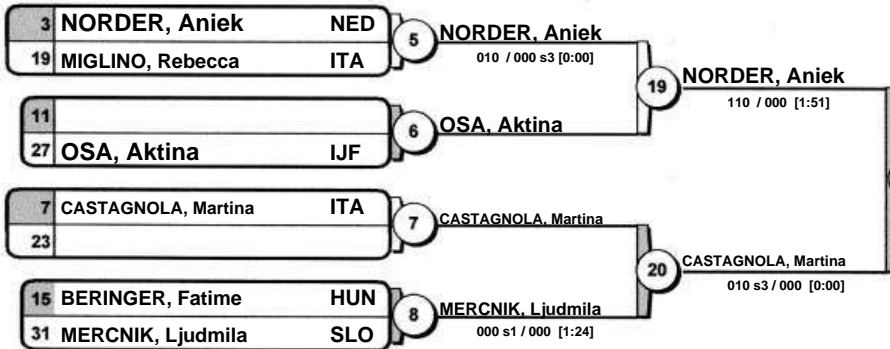 3 NORDER, Aniek NED
19 MIGLINO, Rebecca ITA
5
NORDER, Aniek
010 / 000 s3 [0:00]
11
27 OSA, Aktina IJF
6
OSA, Aktina
19
NORDER, Aniek
110 / 000 [1:51]
7 CASTAGNOLA, Martina ITA
23
7
CASTAGNOLA, Martina
15 BERINGER, Fatime HUN
31 MERCNIK, Ljudmila SLO
8
MERCNIK, Ljudmila
000 s1 / 000 [1:24]
20
CASTAGNOLA, Martina
010 s3 / 000 [0:00]